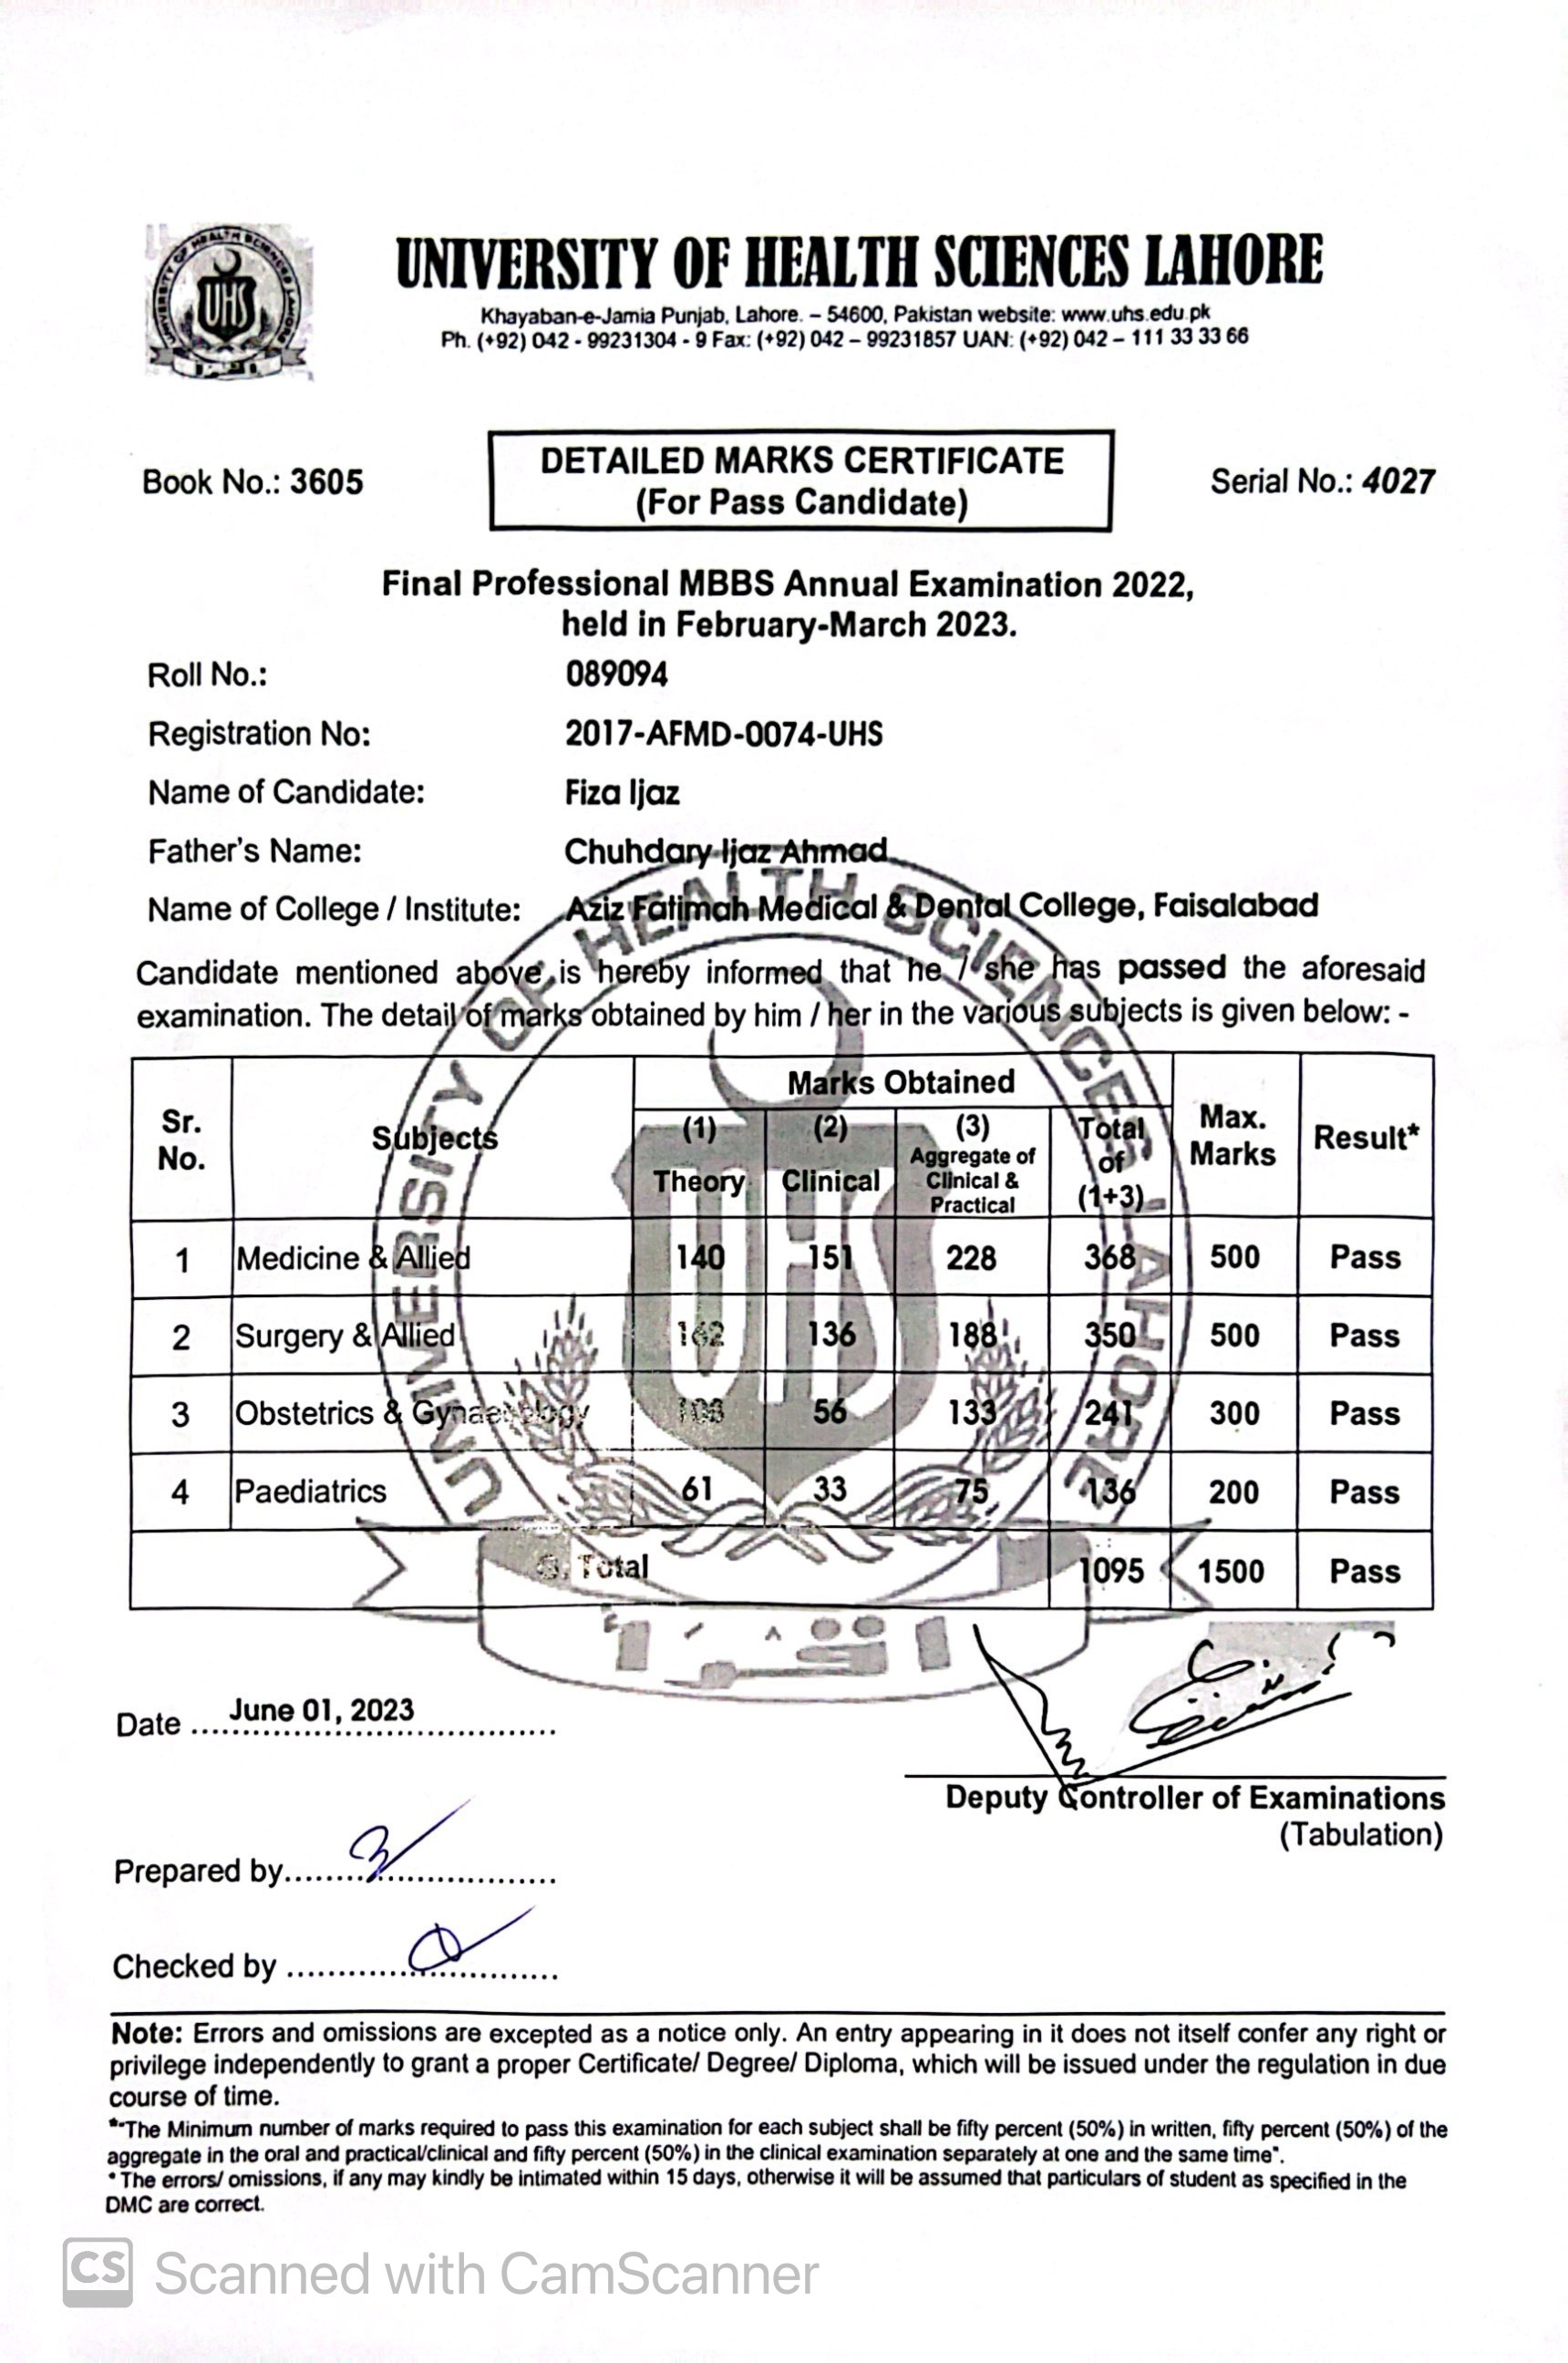 UNIVERSITY OF HEALTH SCIENCES LAHORE
UHS
UNIVERSITY OF HEALTH SCIENCES LAHORE
Khayaban-e-Jamia Punjab, Lahore. – 54600, Pakistan website: www.uhs.edu.pk
Ph. (+92) 042 - 99231304 - 9 Fax: (+92) 042 – 99231857 UAN: (+92) 042 – 111 33 33 66
Book No.: 3605
DETAILED MARKS CERTIFICATE
(For Pass Candidate)
Serial No.: 4027
Final Professional MBBS Annual Examination 2022,
held in February-March 2023.
Roll No.: 089094
Registration No: 2017-AFMD-0074-UHS
Name of Candidate: Fiza Ijaz
Father's Name: Chuhdary Ijaz Ahmad
Name of College / Institute: Aziz Fatimah Medical & Dental College, Faisalabad
Candidate mentioned above is hereby informed that he / she has passed the aforesaid
examination. The detail of marks obtained by him / her in the various subjects is given below: -
Sr. No. Subjects Marks Obtained Max. Marks Result*
(1) Theory (2) Clinical (3) Aggregate of Clinical & Practical Total of (1+3)
1 Medicine & Allied 140 151 228 368 500 Pass
2 Surgery & Allied 162 136 188 350 500 Pass
3 Obstetrics & Gynaecology 108 56 133 241 300 Pass
4 Paediatrics 61 33 75 136 200 Pass
G. Total 1095 1500 Pass
UNIVERSITY OF HEALTH SCIENCES LAHORE
UHS
اقرأ
Date June 01, 2023
Deputy Controller of Examinations
(Tabulation)
Prepared by
Checked by
Note: Errors and omissions are excepted as a notice only. An entry appearing in it does not itself confer any right or
privilege independently to grant a proper Certificate/ Degree/ Diploma, which will be issued under the regulation in due
course of time.
*"The Minimum number of marks required to pass this examination for each subject shall be fifty percent (50%) in written, fifty percent (50%) of the
aggregate in the oral and practical/clinical and fifty percent (50%) in the clinical examination separately at one and the same time".
* The errors/ omissions, if any may kindly be intimated within 15 days, otherwise it will be assumed that particulars of student as specified in the
DMC are correct.
CS Scanned with CamScanner